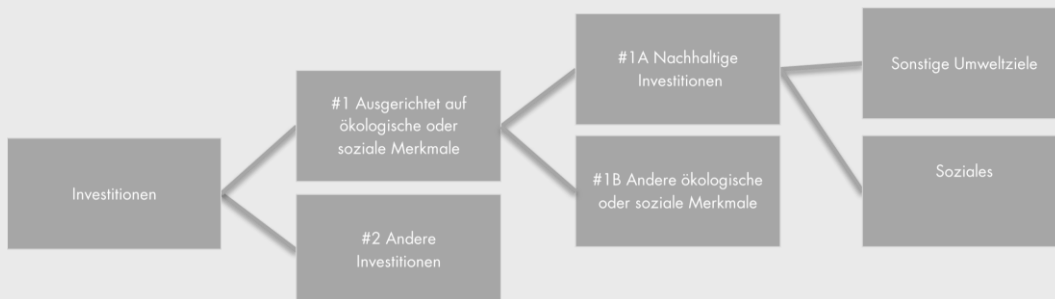 Investitionen
#1 Ausgerichtet auf
ökologische oder
soziale Merkmale
#2 Andere
Investitionen
#1A Nachhaltige
Investitionen
#1B Andere ökologische
oder soziale Merkmale
Sonstige Umweltziele
Soziales